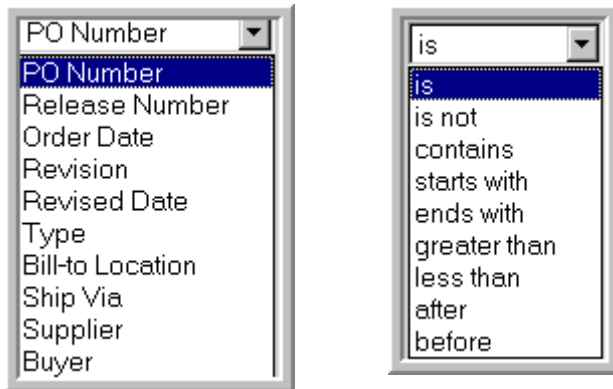 PO Number
PO Number
Release Number
Order Date
Revision
Revised Date
Type
Bill-to Location
Ship Via
Supplier
Buyer
is
is
is not
contains
starts with
ends with
greater than
less than
after
before